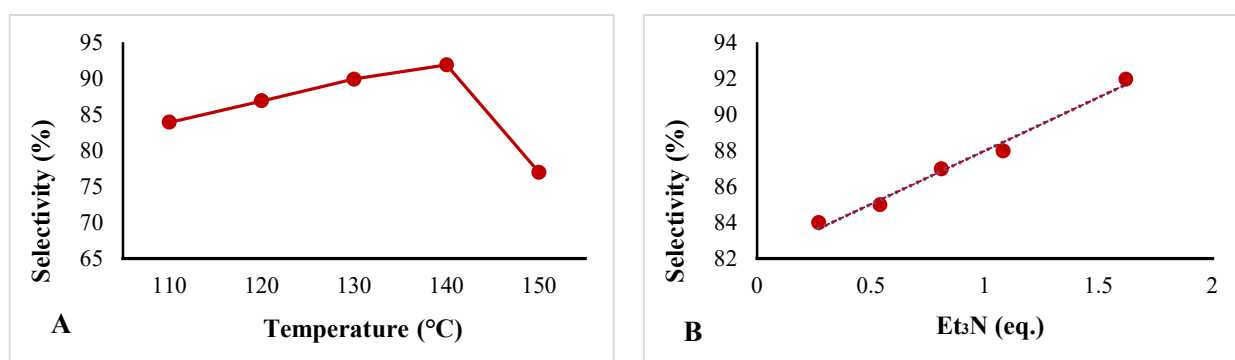 Selectivity (%)
95
90
85
80
75
70
65
110 120 130 140 150
Temperature (°C)
A
Selectivity (%)
94
92
90
88
86
84
82
0 0.5 1 1.5 2
Et₃N (eq.)
B